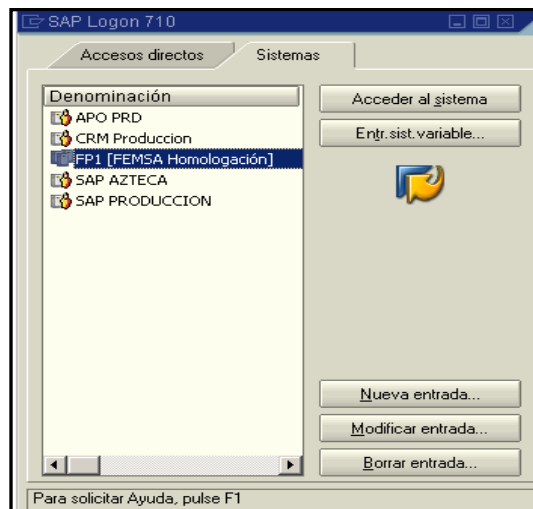 SAP Logon 710
Accesos directos
Sistemas
Denominación
APO PRD
CRM Produccion
FP1 [FEMSA Homologación]
SAP AZTECA
SAP PRODUCCION
Acceder al sistema
Entr.sist.variable...
Nueva entrada...
Modificar entrada...
Borrar entrada...
Para solicitar Ayuda, pulse F1